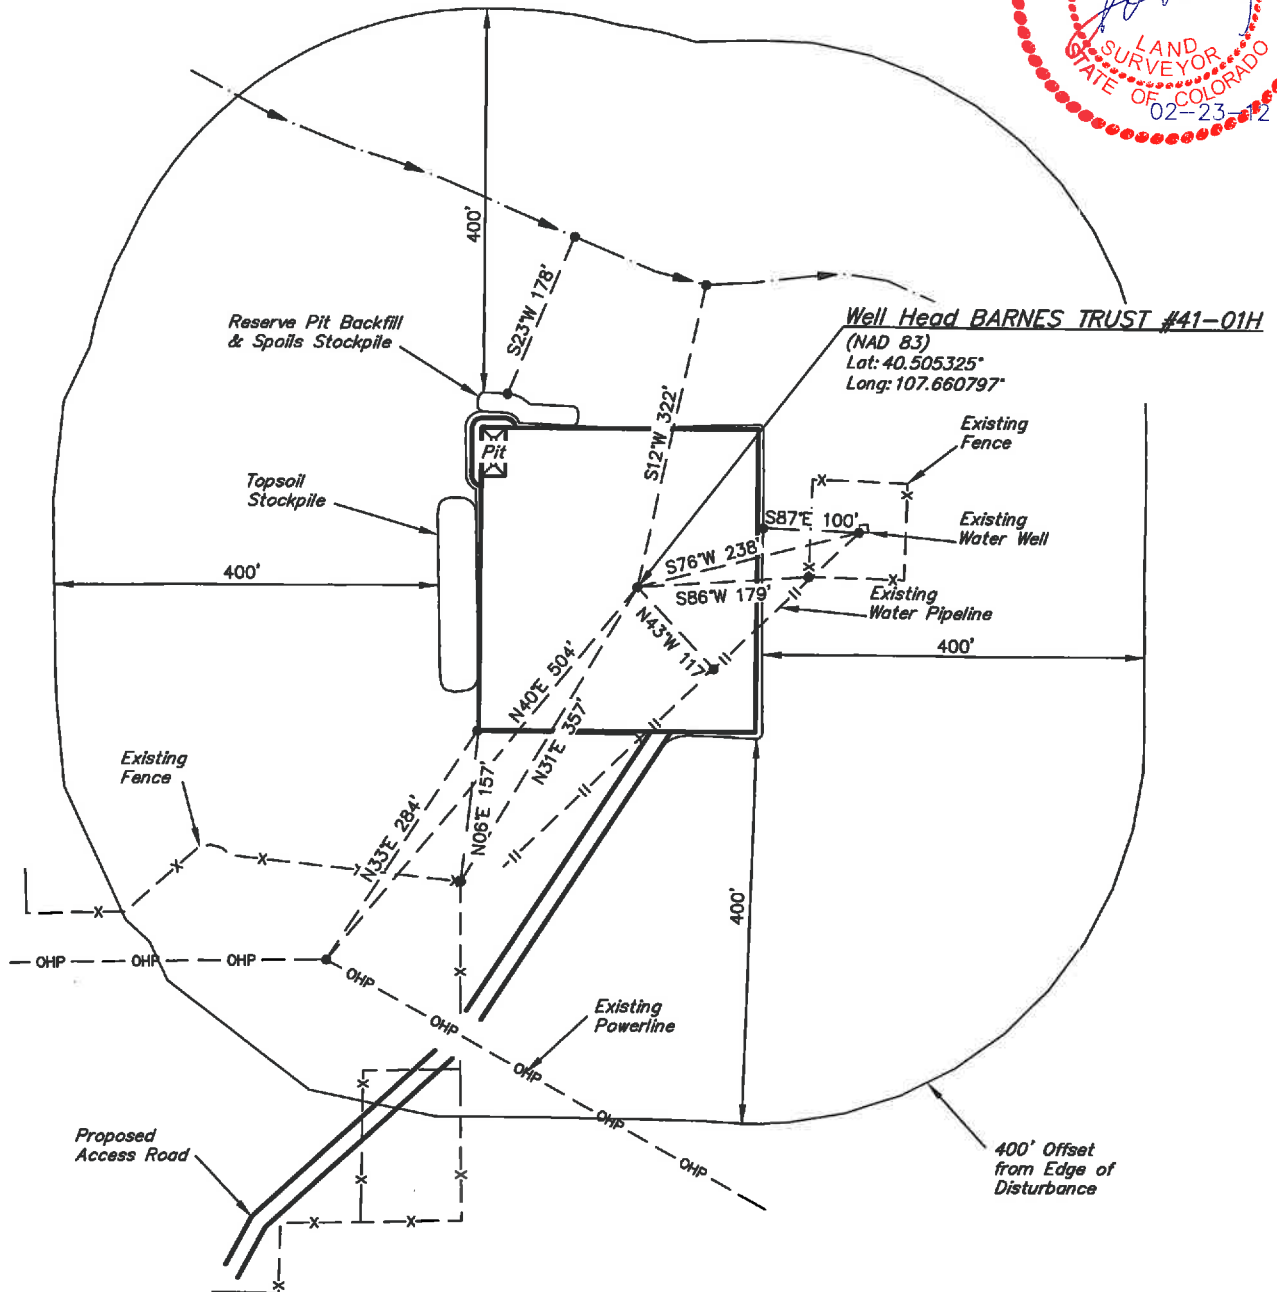 LAND
SURVEYOR
STATE OF COLORADO
02-23-12
400'
S23°W 178'
Reserve Pit Backfill
& Spoils Stockpile
Well Head BARNES TRUST #41-01H
(NAD 83)
Lat: 40.505325°
Long: 107.660797°
S12°W 322'
Pit
Existing
Fence
Topsoil
Stockpile
S87°E 100'
Existing
Water Well
S76°W 238'
400'
S86°W 179'
Existing
Water Pipeline
N43°W 117'
400'
N40°E 504'
N31°E 357'
Existing
Fence
N33°E 284'
N06°E 157'
400'
OHP
OHP
OHP
OHP
OHP
Existing
Powerline
OHP
OHP
OHP
Proposed
Access Road
400' Offset
from Edge of
Disturbance